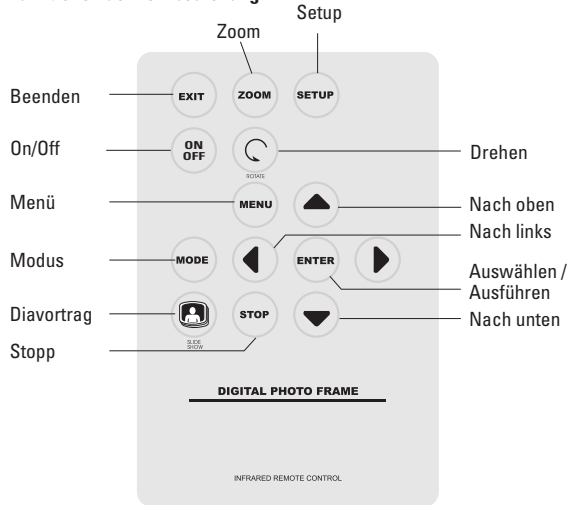 Setup
Zoom
Beenden
EXIT
ZOOM
SETUP
On/Off
ON
OFF
ROTATE
Drehen
Menü
MENU
Nach oben
Nach links
Modus
MODE
ENTER
Auswählen /
Ausführen
Diavortrag
SLIDE
SHOW
STOP
Nach unten
Stopp
DIGITAL PHOTO FRAME
INFRARED REMOTE CONTROL